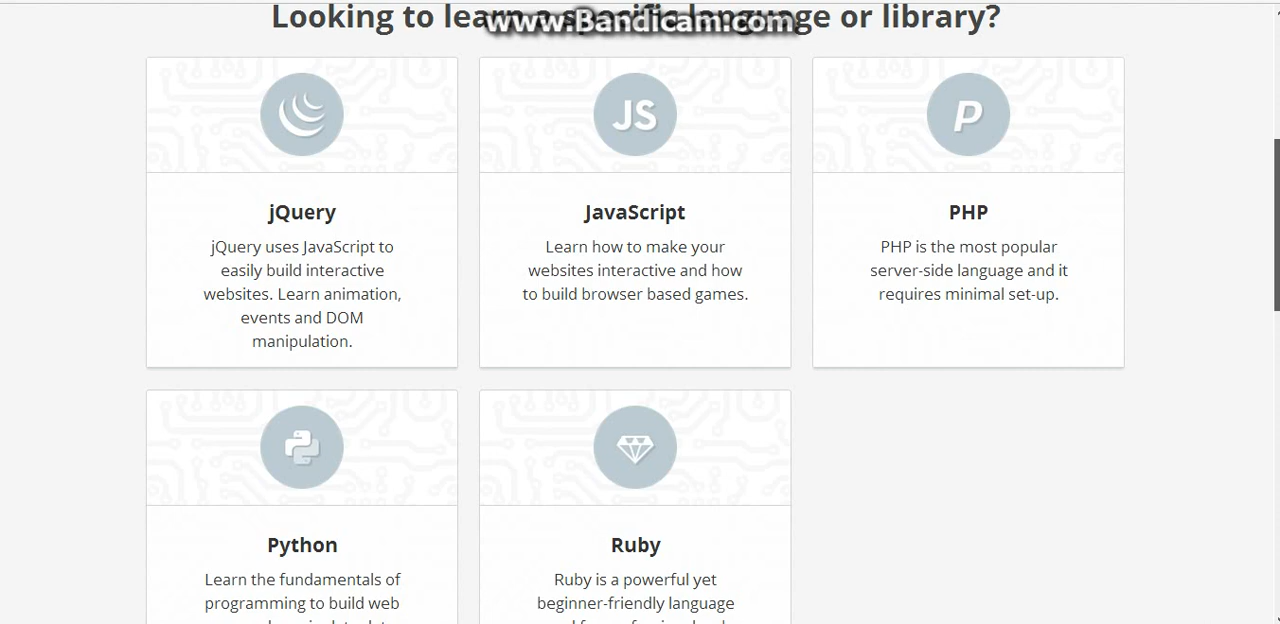 Looking to learn a specific language or library?
www.Bandicam.com
JS
P
jQuery
jQuery uses JavaScript to
easily build interactive
websites. Learn animation,
events and DOM
manipulation.
JavaScript
Learn how to make your
websites interactive and how
to build browser based games.
PHP
PHP is the most popular
server-side language and it
requires minimal set-up.
Python
Learn the fundamentals of
programming to build web
Ruby
Ruby is a powerful yet
beginner-friendly language